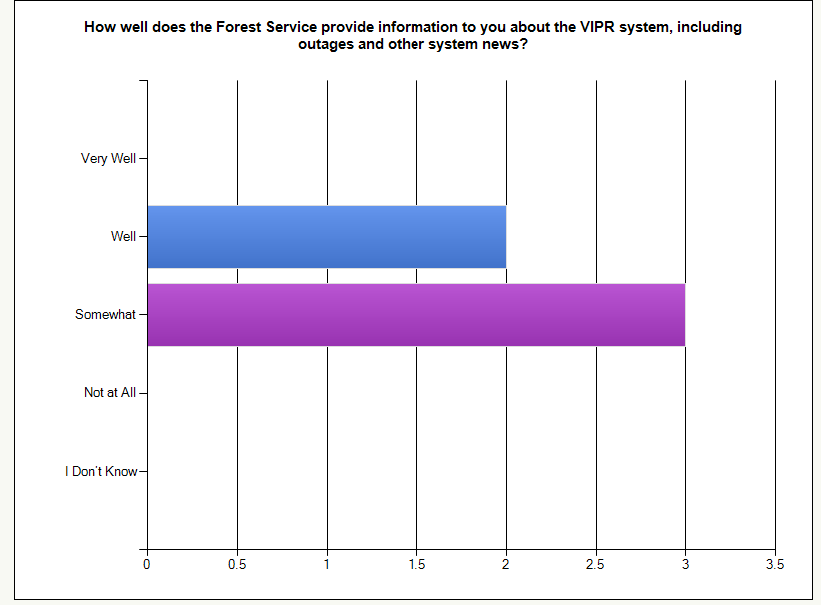 How well does the Forest Service provide information to you about the VIPR system, including
outages and other system news?
Very Well
Well
Somewhat
Not at All
I Don't Know
0 0.5 1 1.5 2 2.5 3 3.5